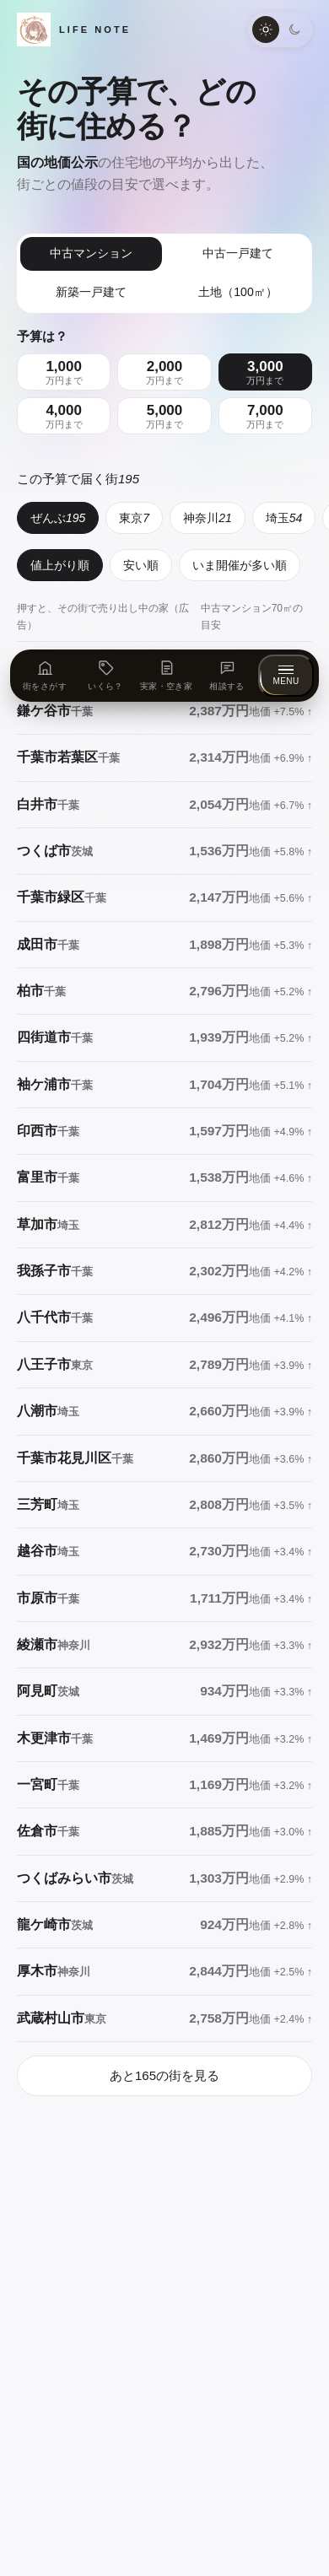 LIFE NOTE
その予算で、どの
街に住める？
国の地価公示の住宅地の平均から出した、
街ごとの値段の目安で選べます。
中古マンション 中古一戸建て
新築一戸建て 土地（100㎡）
予算は？
1,000 2,000 3,000
万円まで 万円まで 万円まで
4,000 5,000 7,000
万円まで 万円まで 万円まで
この予算で届く街195
ぜんぶ195 東京7 神奈川21 埼玉54
値上がり順 安い順 いま開催が多い順
押すと、その街で売り出し中の家（広告） 中古マンション70㎡の目安
街をさがす いくら？ 実家・空き家 相談する MENU
鎌ケ谷市千葉 2,387万円地価 +7.5% ↑
千葉市若葉区千葉 2,314万円地価 +6.9% ↑
白井市千葉 2,054万円地価 +6.7% ↑
つくば市茨城 1,536万円地価 +5.8% ↑
千葉市緑区千葉 2,147万円地価 +5.6% ↑
成田市千葉 1,898万円地価 +5.3% ↑
柏市千葉 2,796万円地価 +5.2% ↑
四街道市千葉 1,939万円地価 +5.2% ↑
袖ケ浦市千葉 1,704万円地価 +5.1% ↑
印西市千葉 1,597万円地価 +4.9% ↑
富里市千葉 1,538万円地価 +4.6% ↑
草加市埼玉 2,812万円地価 +4.4% ↑
我孫子市千葉 2,302万円地価 +4.2% ↑
八千代市千葉 2,496万円地価 +4.1% ↑
八王子市東京 2,789万円地価 +3.9% ↑
八潮市埼玉 2,660万円地価 +3.9% ↑
千葉市花見川区千葉 2,860万円地価 +3.6% ↑
三芳町埼玉 2,808万円地価 +3.5% ↑
越谷市埼玉 2,730万円地価 +3.4% ↑
市原市千葉 1,711万円地価 +3.4% ↑
綾瀬市神奈川 2,932万円地価 +3.3% ↑
阿見町茨城 934万円地価 +3.3% ↑
木更津市千葉 1,469万円地価 +3.2% ↑
一宮町千葉 1,169万円地価 +3.2% ↑
佐倉市千葉 1,885万円地価 +3.0% ↑
つくばみらい市茨城 1,303万円地価 +2.9% ↑
龍ケ崎市茨城 924万円地価 +2.8% ↑
厚木市神奈川 2,844万円地価 +2.5% ↑
武蔵村山市東京 2,758万円地価 +2.4% ↑
あと165の街を見る